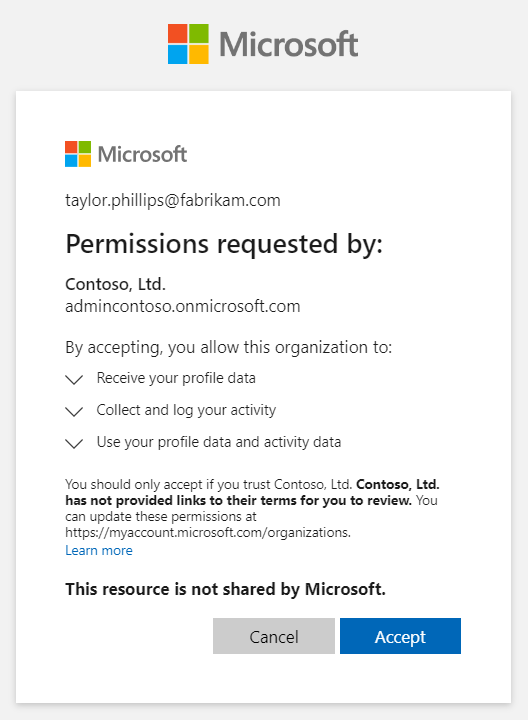 Microsoft
Microsoft
taylor.phillips@fabrikam.com
Permissions requested by:
Contoso, Ltd.
admincontoso.onmicrosoft.com
By accepting, you allow this organization to:
Receive your profile data
Collect and log your activity
Use your profile data and activity data
You should only accept if you trust Contoso, Ltd. Contoso, Ltd.
has not provided links to their terms for you to review. You
can update these permissions at
https://myaccount.microsoft.com/organizations.
Learn more
This resource is not shared by Microsoft.
Cancel Accept